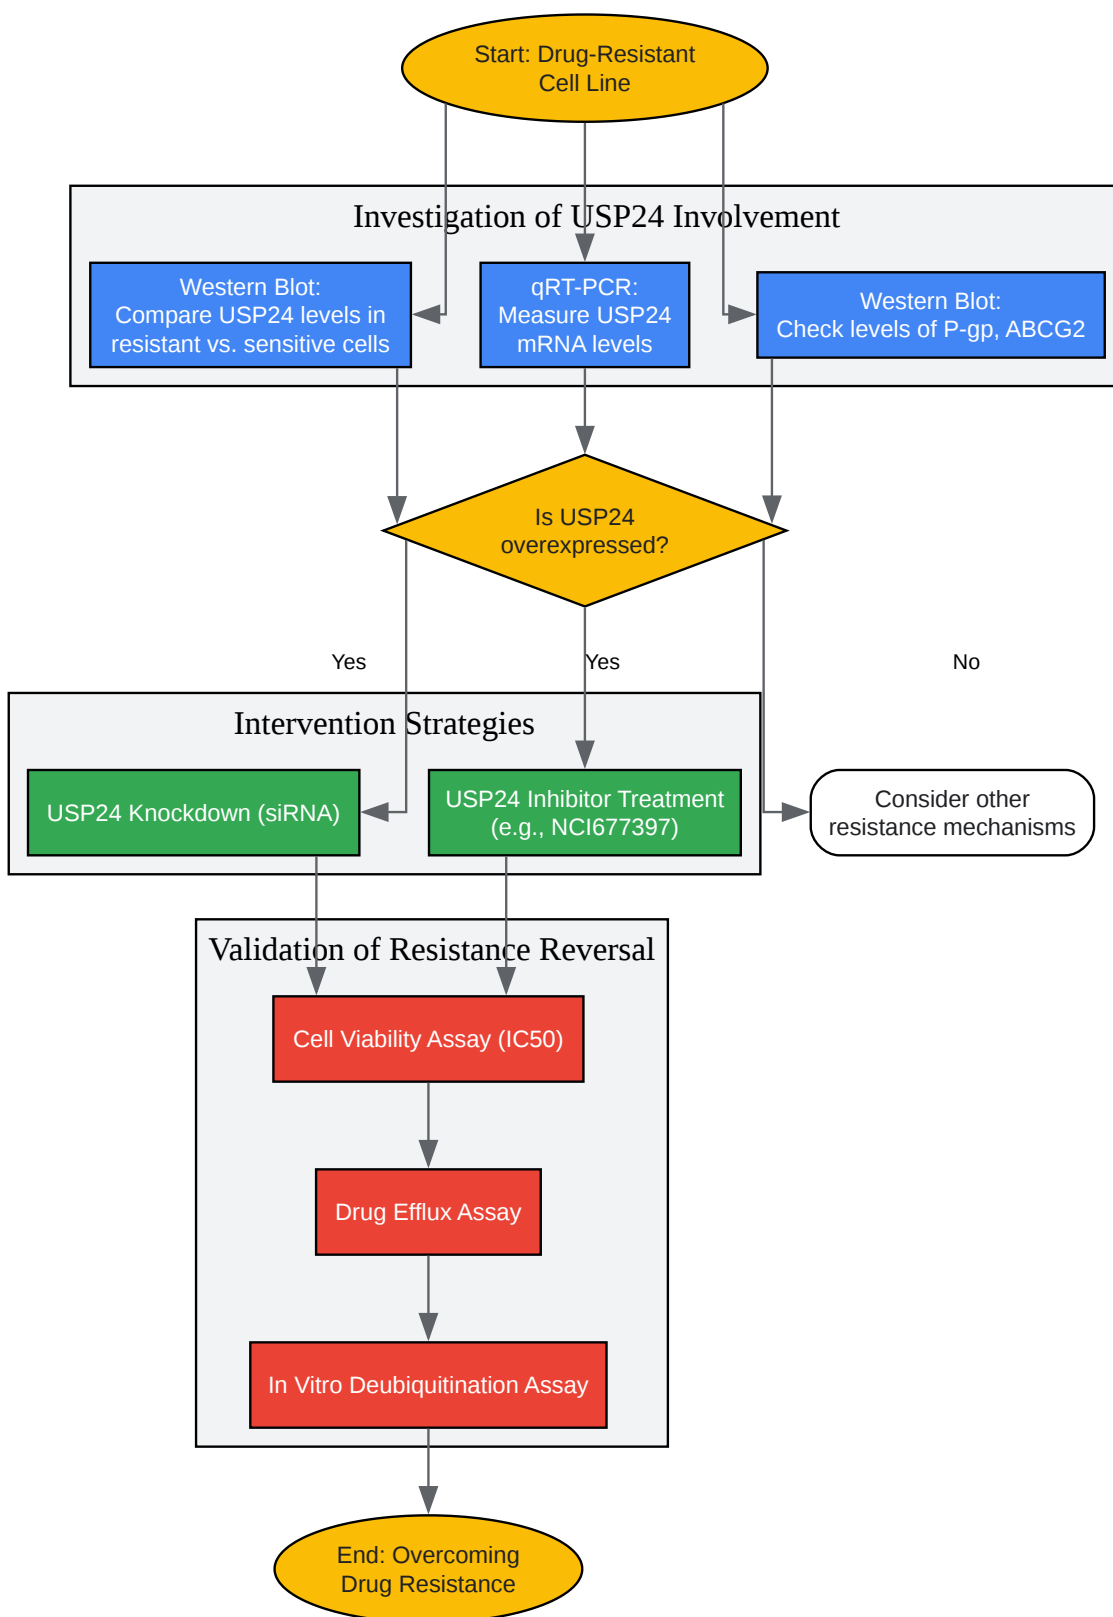 Start: Drug-Resistant
Cell Line
Investigation of USP24 Involvement
Western Blot:
Compare USP24 levels in
resistant vs. sensitive cells
qRT-PCR:
Measure USP24
mRNA levels
Western Blot:
Check levels of P-gp, ABCG2
Is USP24
overexpressed?
Yes
Yes
No
Intervention Strategies
USP24 Knockdown (siRNA)
USP24 Inhibitor Treatment
(e.g., NCI677397)
Consider other
resistance mechanisms
Validation of Resistance Reversal
Cell Viability Assay (IC50)
Drug Efflux Assay
In Vitro Deubiquitination Assay
End: Overcoming
Drug Resistance